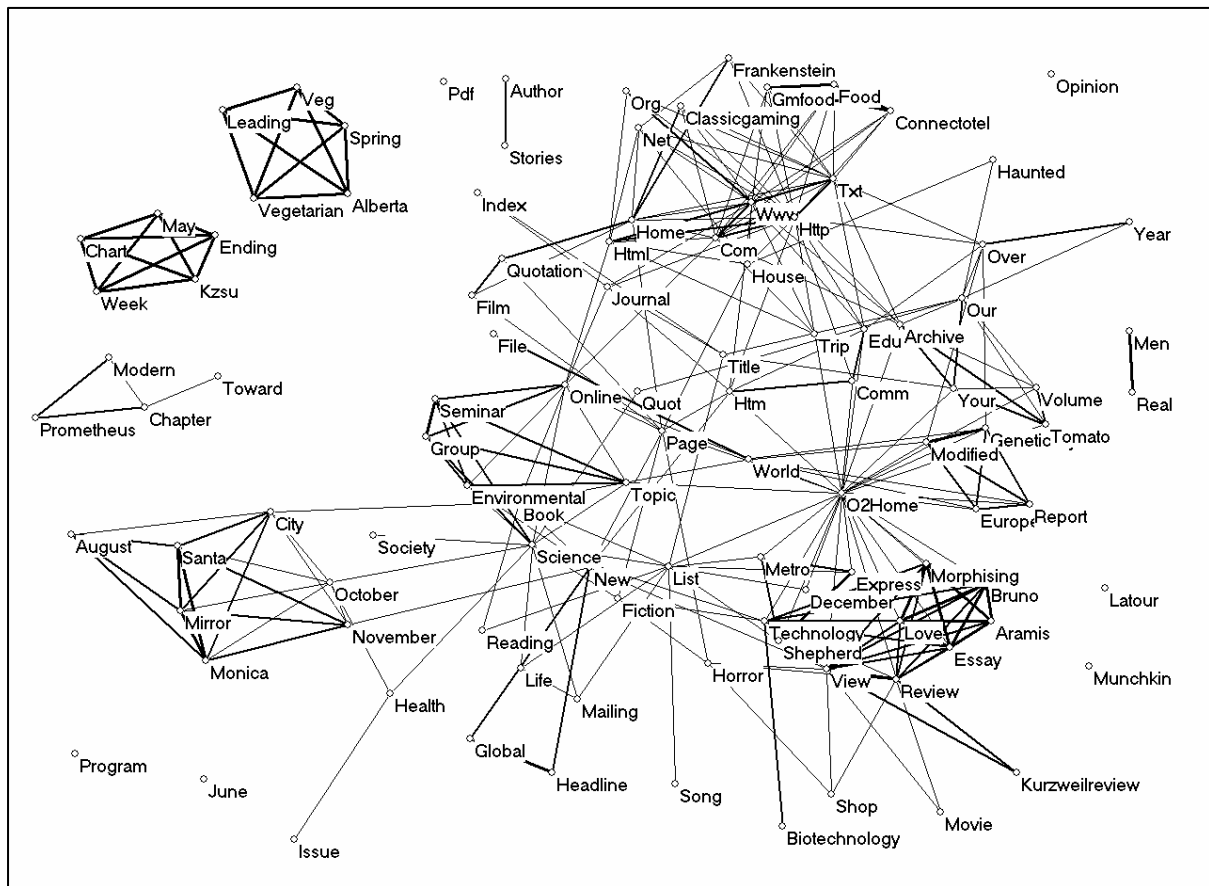 Frankenstein
Veg
Pdf
Author
Opinion
Org
Gmfood
Food
Leading
Classicgaming
Connectotel
Spring
Net
Stories
Haunted
Txt
Vegetarian
Alberta
Index
Www
May
Home
Http
Year
Chart
Ending
Html
Com
Over
Quotation
House
Week
Kzsu
Film
Journal
Our
File
Trip
Edu
Archive
Men
Modern
Title
Toward
Online
Quot
Htm
Comm
Your
Volume
Real
Seminar
Prometheus
Chapter
Genetic
Tomato
Group
Page
Modified
World
Environmental
Topic
O2Home
Europe
Report
City
Book
August
Society
Science
Santa
New
List
Metro
Express
Morphising
October
Bruno
Latour
Fiction
December
Mirror
November
Reading
Technology
Love
Aramis
Shepherd
Essay
Monica
Life
Horror
View
Review
Munchkin
Health
Mailing
Global
Program
Headline
Kurzweilreview
June
Song
Shop
Movie
Biotechnology
Issue